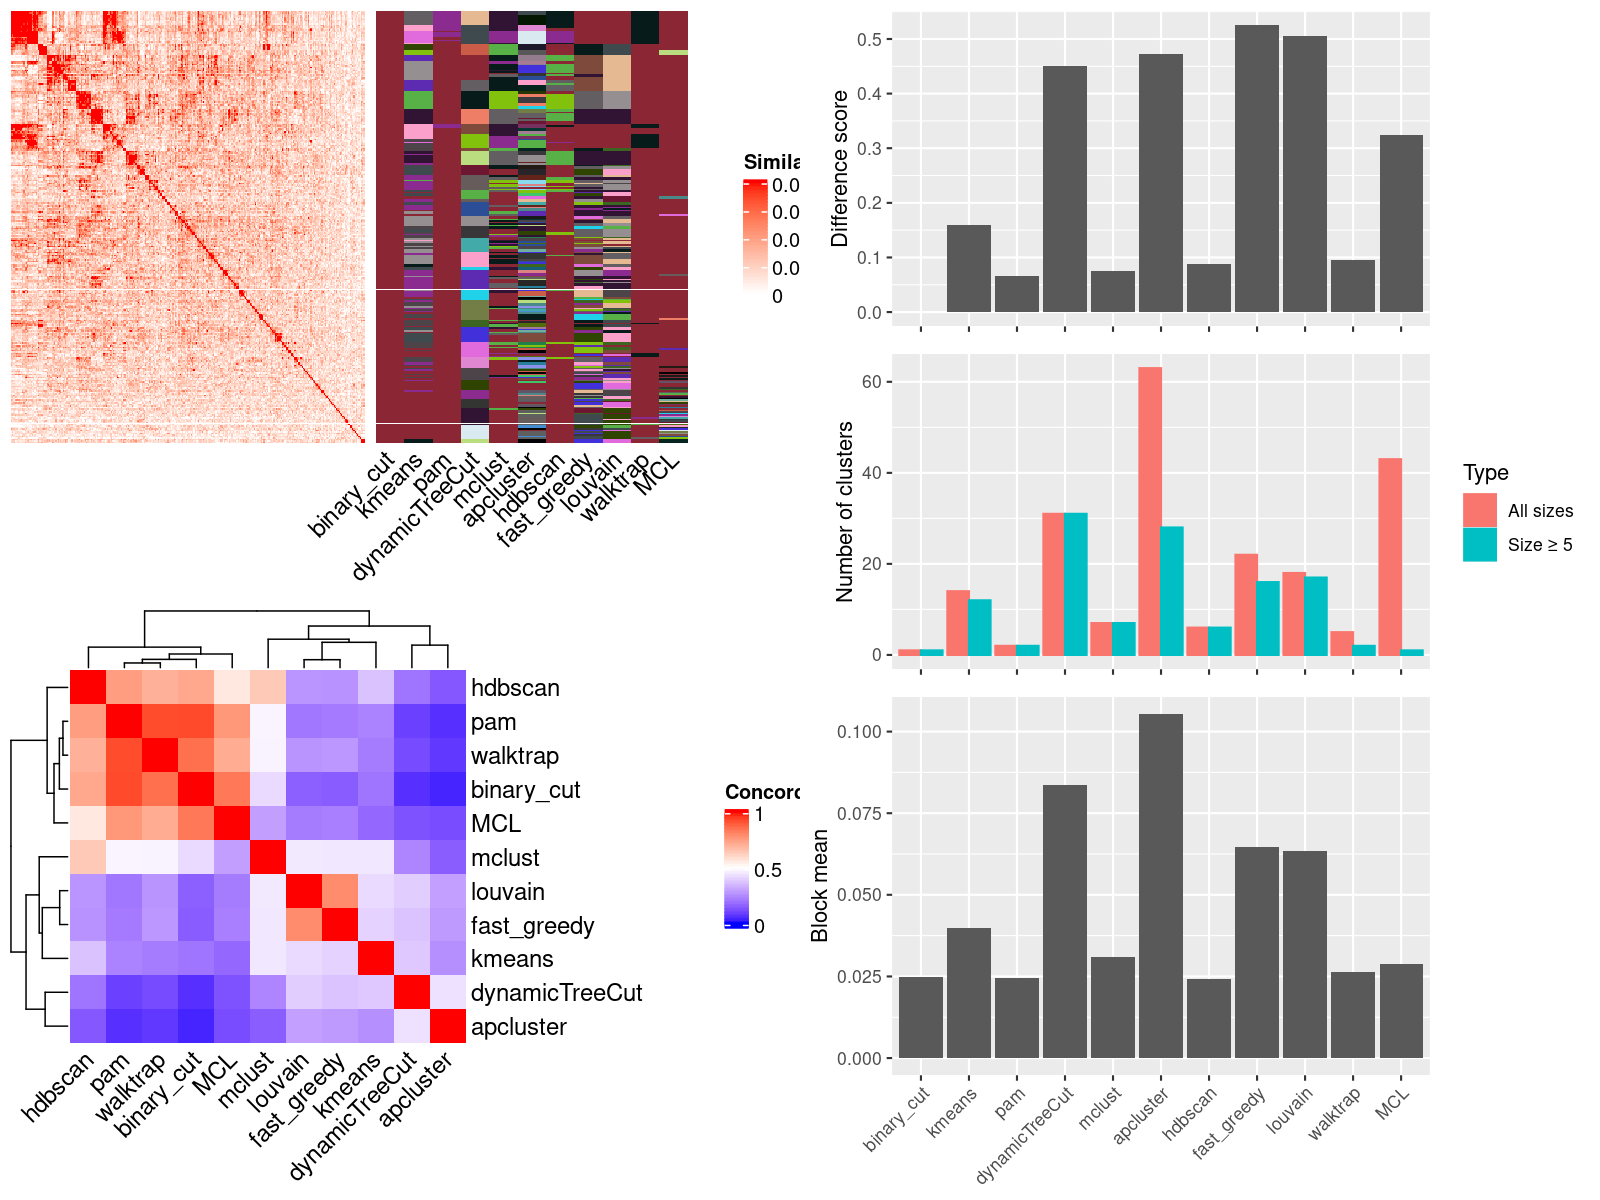 Simila
0.0
0.0
0.0
0.0
0
binary_cut
kmeans
pam
dynamicTreeCut
mclust
apcluster
hdbscan
fast_greedy
louvain
walktrap
MCL
hdbscan
pam
walktrap
binary_cut
MCL
mclust
louvain
fast_greedy
kmeans
dynamicTreeCut
apcluster
hdbscan
pam
walktrap
binary_cut
MCL
mclust
louvain
fast_greedy
kmeans
dynamicTreeCut
apcluster
Concord
1
0.5
0
Difference score
0.5
0.4
0.3
0.2
0.1
0.0
Number of clusters
60
40
20
0
Type
All sizes
Size ≥ 5
Block mean
0.100
0.075
0.050
0.025
0.000
binary_cut
kmeans
pam
dynamicTreeCut
mclust
apcluster
hdbscan
fast_greedy
louvain
walktrap
MCL